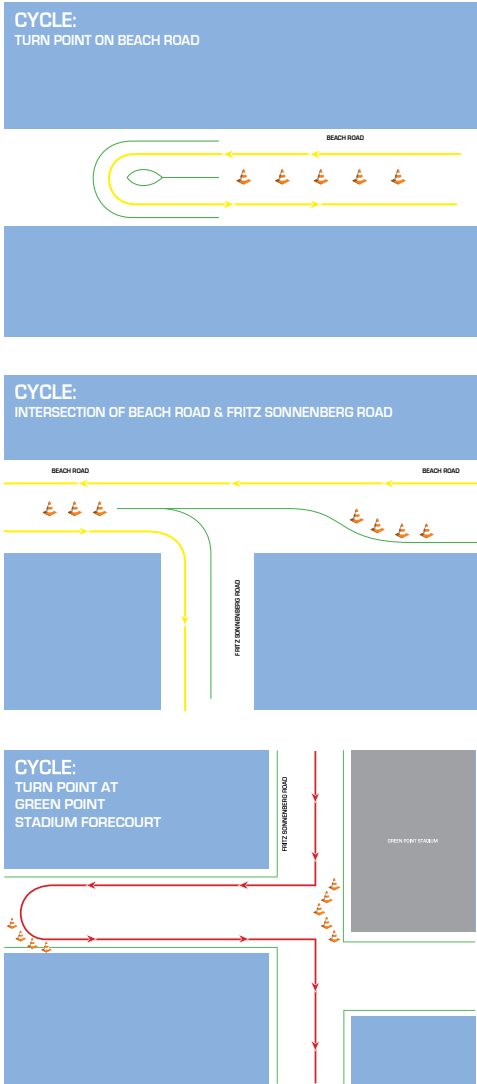 CYCLE:
TURN POINT ON BEACH ROAD
BEACH ROAD
CYCLE:
INTERSECTION OF BEACH ROAD & FRITZ SONNENBERG ROAD
BEACH ROAD
BEACH ROAD
FRITZ SONNENBERG ROAD
CYCLE:
TURN POINT AT
GREEN POINT
STADIUM FORECOURT
FRITZ SONNENBERG ROAD
GREEN POINT STADIUM